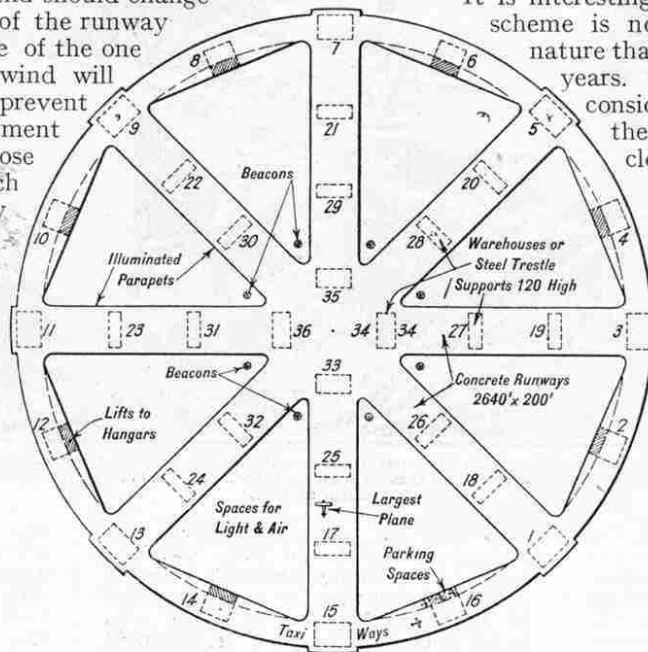 and should change
of the runway
e of the one
wind will
prevent
ment
ose
ch
It is interesting
scheme is no
nature tha
years.
consid
the
cl
7
8
6
9
5
21
22
20
Beacons
29
10
4
30
28
Warehouses or
Steel Trestle
Supports 120 High
Illuminated
Parapets
35
11
23
31
36
34
34
27
19
3
33
Beacons
Concrete Runways
2640'x 200'
12
Lifts to
Hangars
32
26
2
25
24
18
Spaces for
Light & Air
Largest
Plane
17
13
1
Parking
Spaces
14
16
15
Taxi Ways